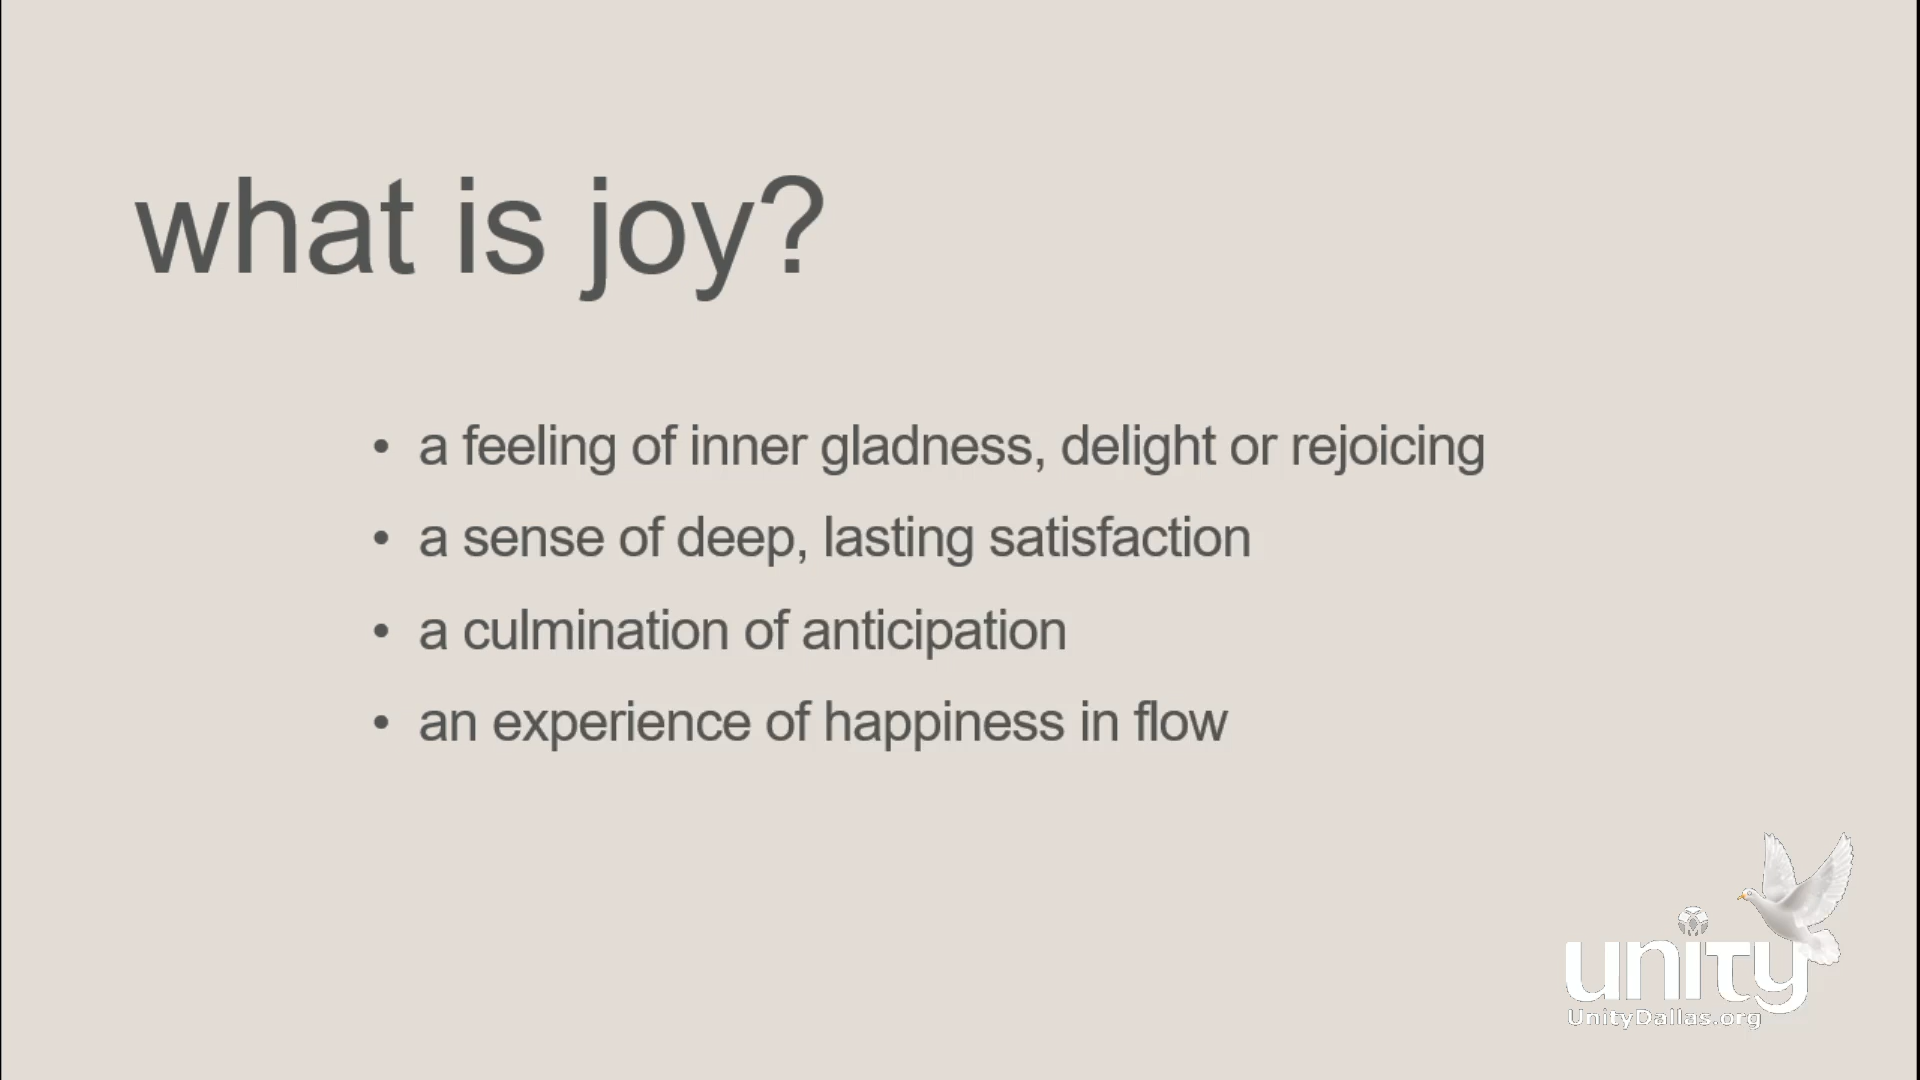 what is joy?
• a feeling of inner gladness, delight or rejoicing
• a sense of deep, lasting satisfaction
• a culmination of anticipation
• an experience of happiness in flow
unity
UnityDallas.org